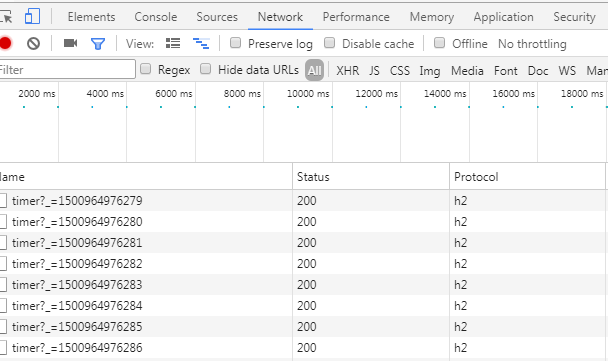 Elements Console Sources Network Performance Memory Application Security
View: Preserve log Disable cache Offline No throttling
Filter Regex Hide data URLs All XHR JS CSS Img Media Font Doc WS Man
2000 ms 4000 ms 6000 ms 8000 ms 10000 ms 12000 ms 14000 ms 16000 ms 18000 ms
Name Status Protocol
timer?_=1500964976279 200 h2
timer?_=1500964976280 200 h2
timer?_=1500964976281 200 h2
timer?_=1500964976282 200 h2
timer?_=1500964976283 200 h2
timer?_=1500964976284 200 h2
timer?_=1500964976285 200 h2
timer?_=1500964976286 200 h2